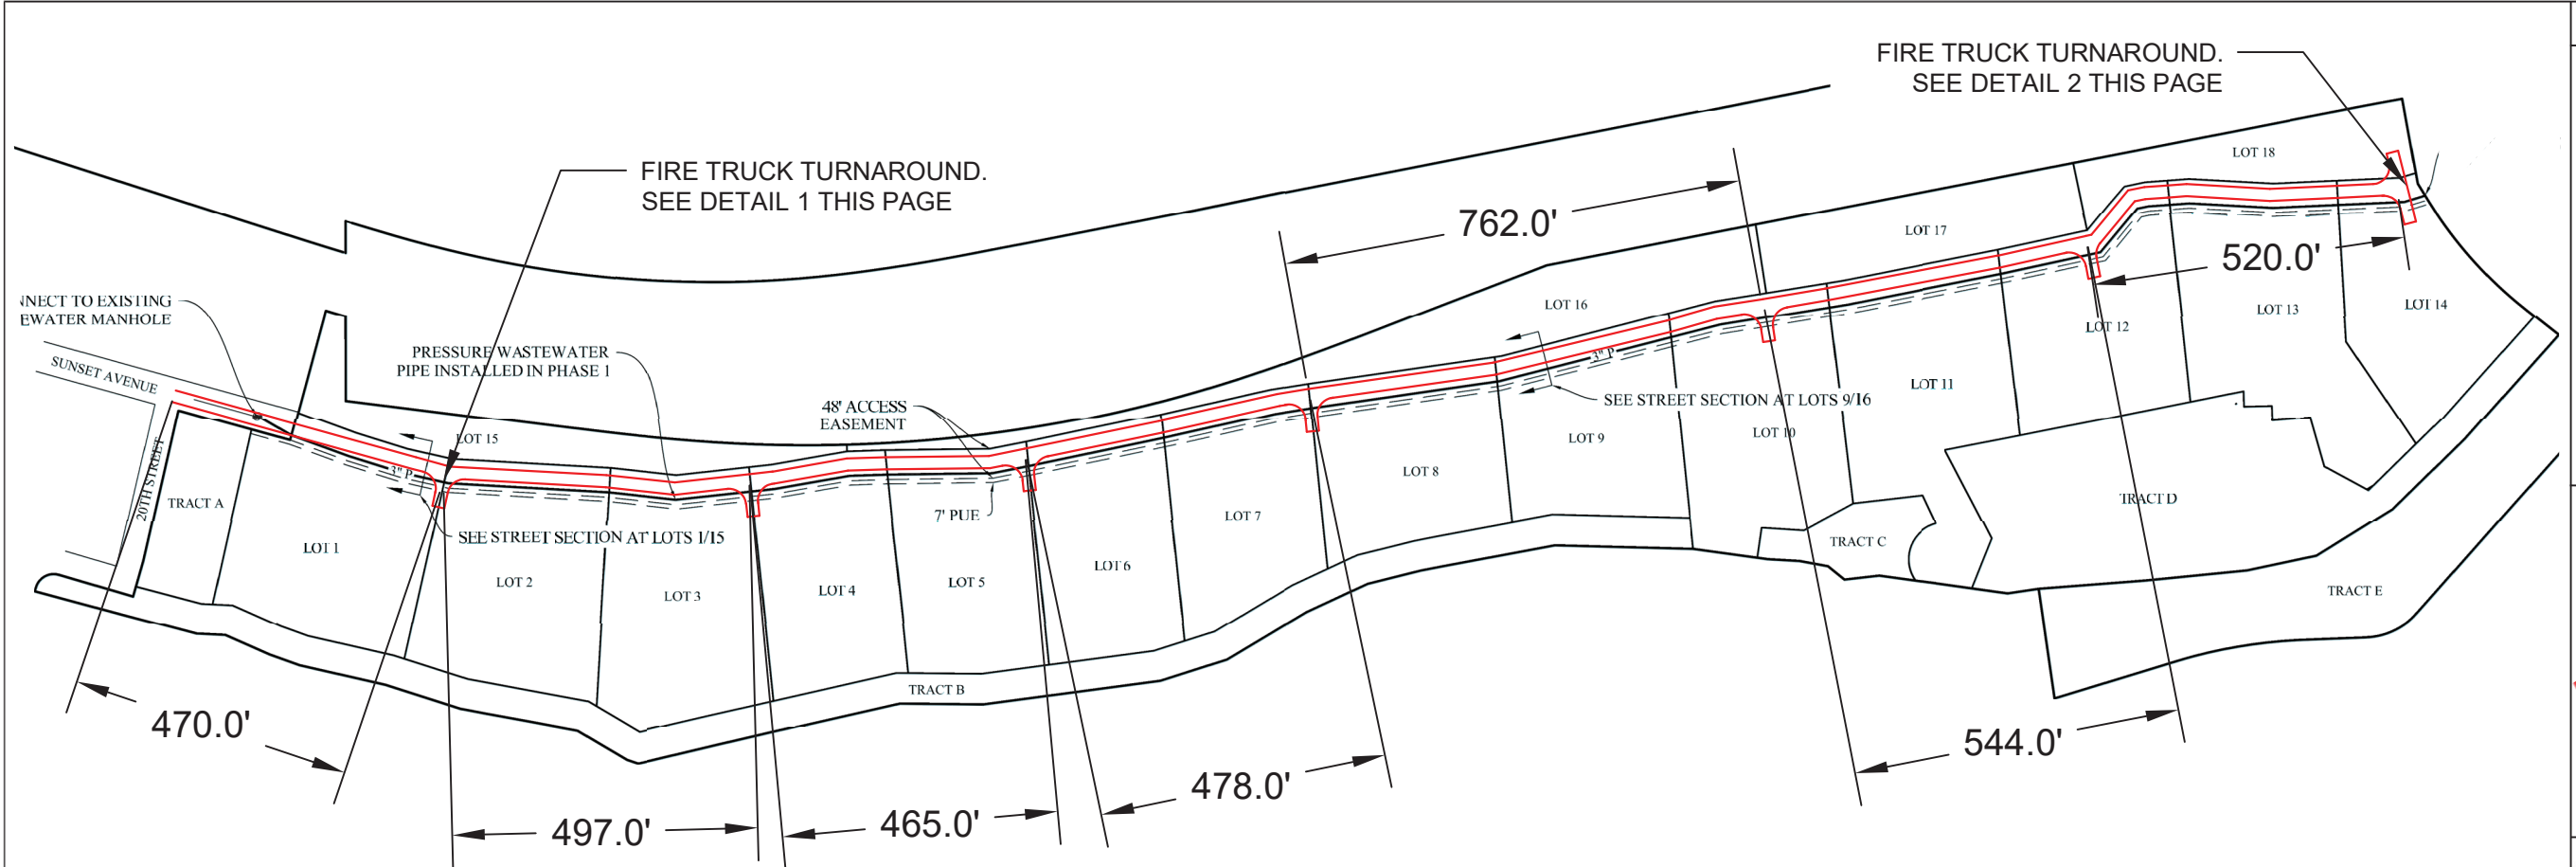 FIRE TRUCK TURNAROUND.
SEE DETAIL 2 THIS PAGE
FIRE TRUCK TURNAROUND.
SEE DETAIL 1 THIS PAGE
LOT 18
762.0'
LOT 17
520.0'
NNECT TO EXISTING
EWATER MANHOLE
LOT 16
LOT 14
LOT 13
LOT 12
PRESSURE WASTEWATER
PIPE INSTALLED IN PHASE 1
3" P
SUNSET AVENUE
LOT 11
SEE STREET SECTION AT LOTS 9/16
48' ACCESS
EASEMENT
LOT 10
LOT 15
LOT 9
3" P
LOT 8
20TH STREET
TRACT A
TRACT D
7' PUE
LOT 7
SEE STREET SECTION AT LOTS 1/15
TRACT C
LOT 1
LOT 6
LOT 2
LOT 5
LOT 4
LOT 3
TRACT E
TRACT B
470.0'
544.0'
478.0'
465.0'
497.0'